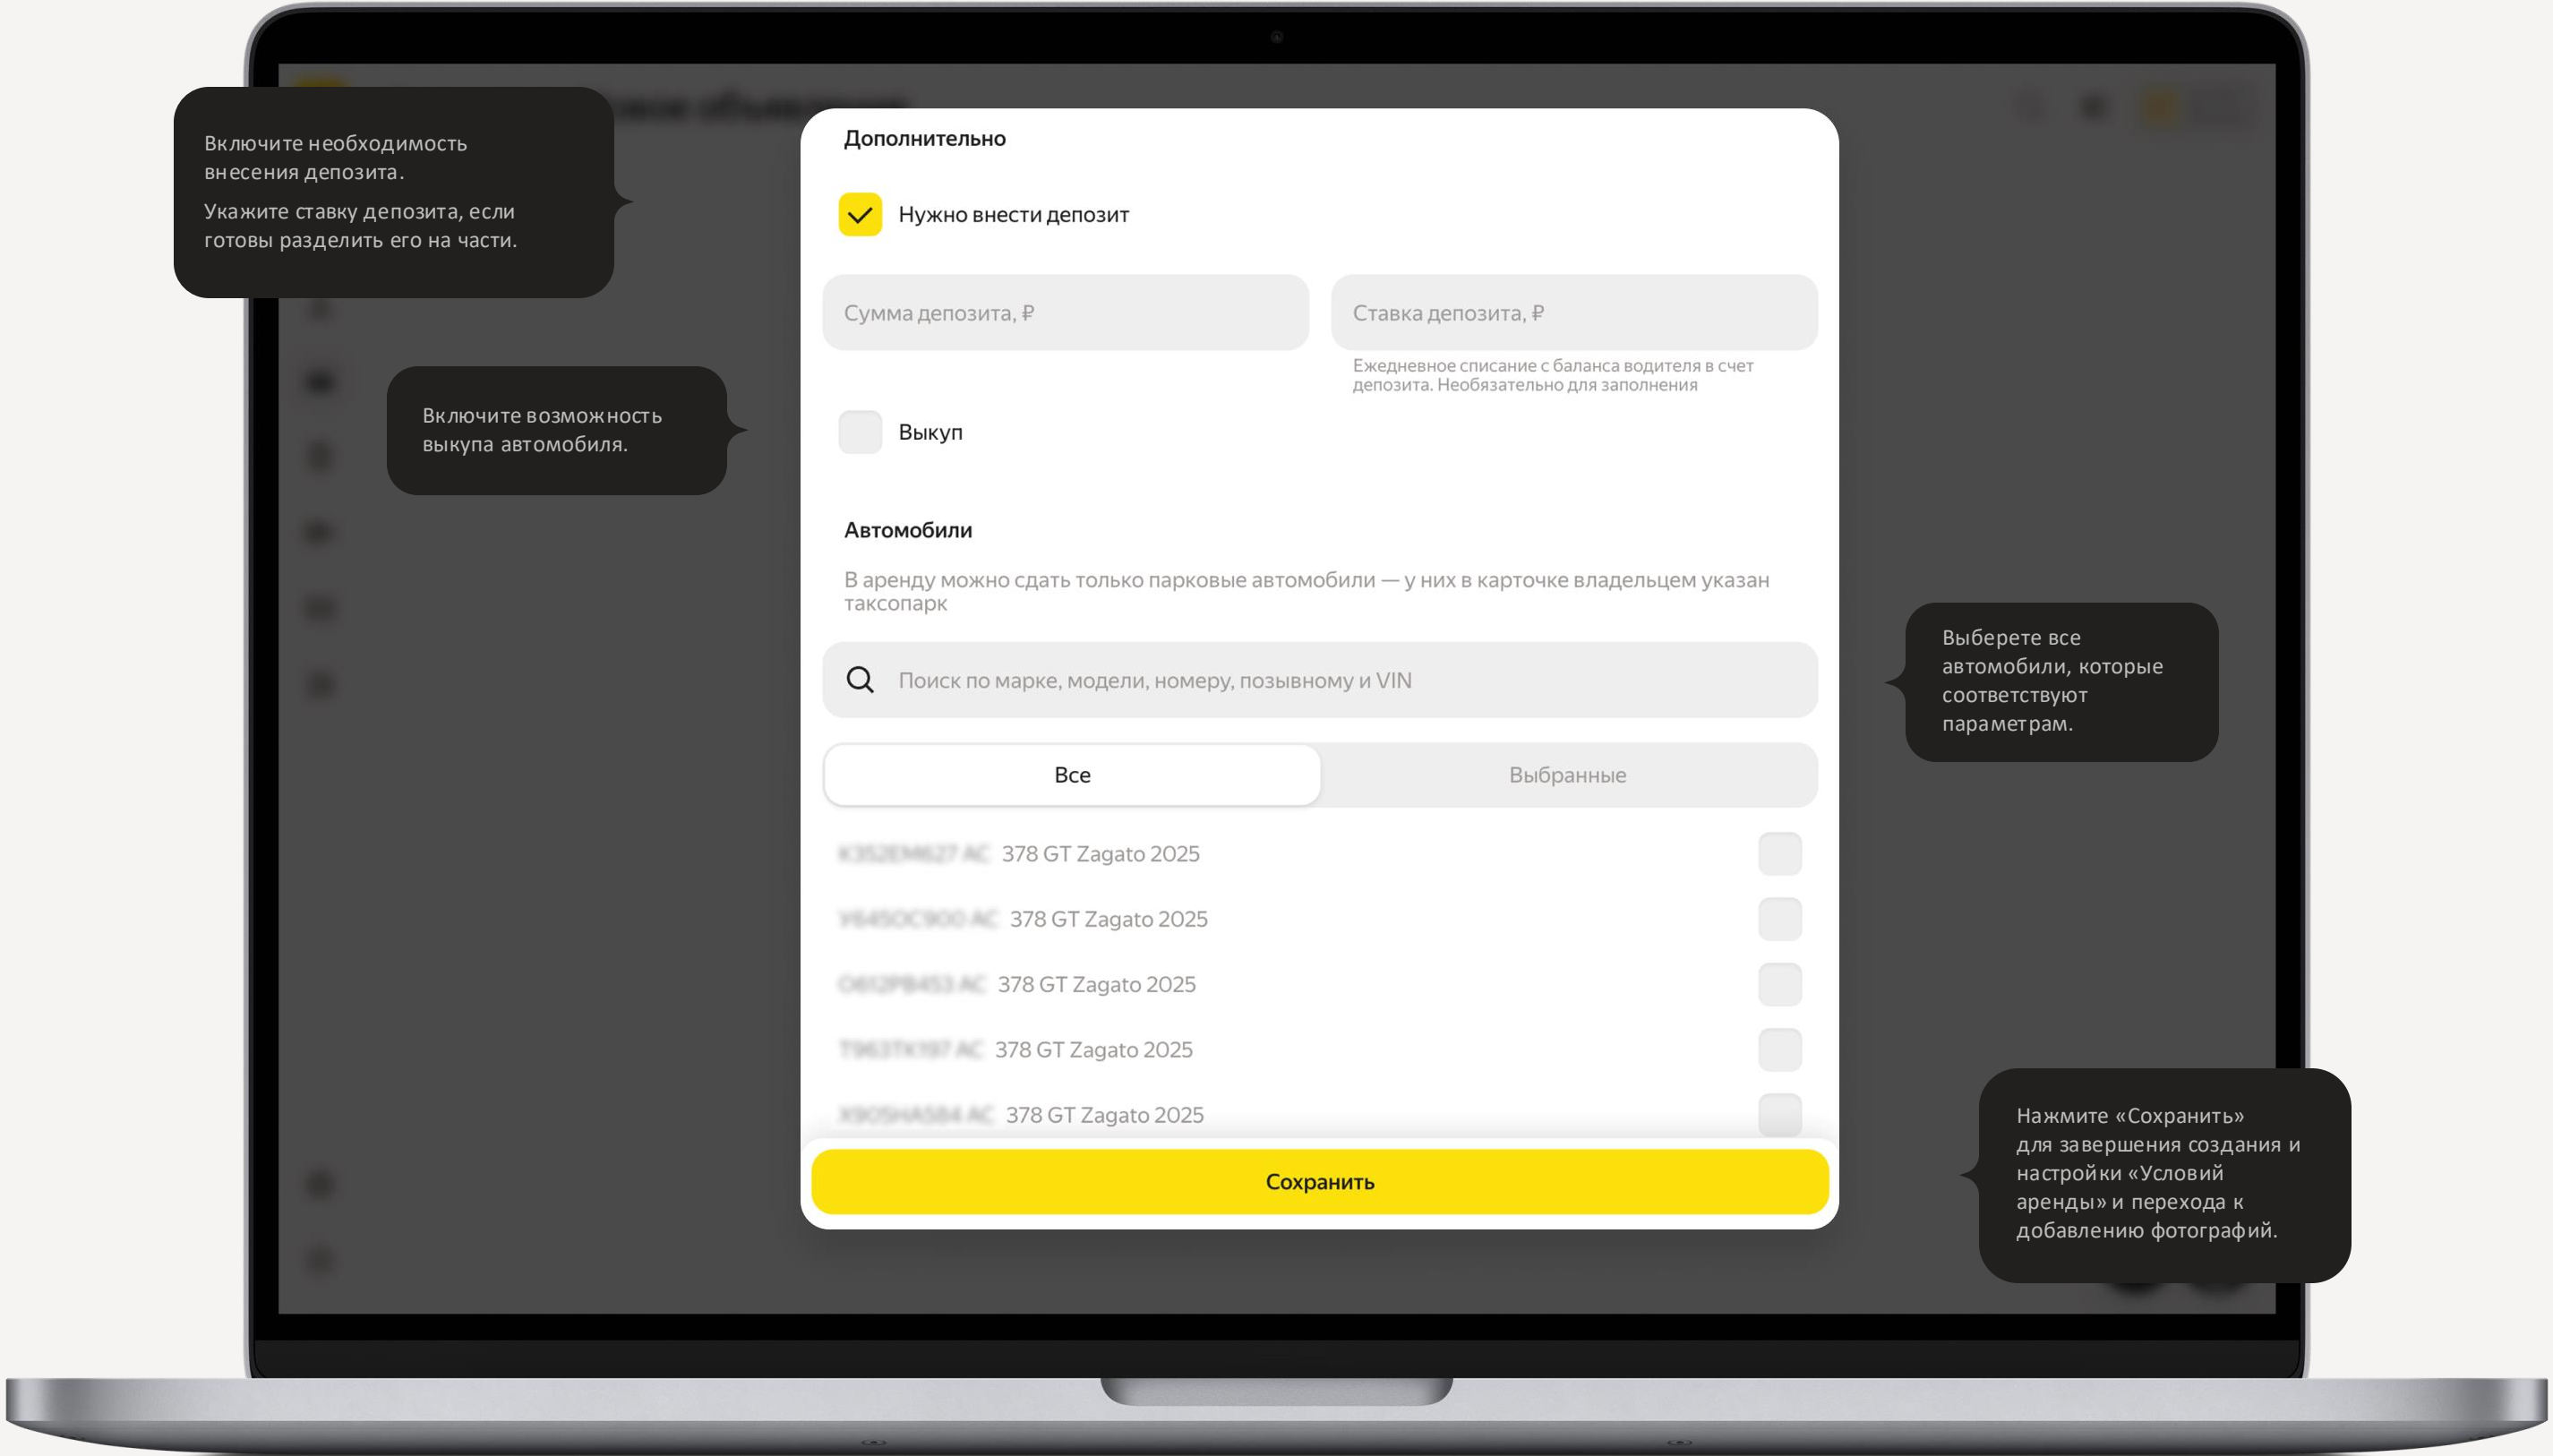 Включите необходимость
внесения депозита.
Укажите ставку депозита, если
готовы разделить его на части.
Дополнительно
Нужно внести депозит
Сумма депозита, ₽
Ставка депозита, ₽
Ежедневное списание с баланса водителя в счет
депозита. Необязательно для заполнения
Включите возможность
выкупа автомобиля.
Выкуп
Автомобили
В аренду можно сдать только парковые автомобили — у них в карточке владельцем указан
таксопарк
Поиск по марке, модели, номеру, позывному и VIN
Выберете все
автомобили, которые
соответствуют
параметрам.
Все
Выбранные
378 GT Zagato 2025
378 GT Zagato 2025
378 GT Zagato 2025
378 GT Zagato 2025
378 GT Zagato 2025
Сохранить
Нажмите «Сохранить»
для завершения создания и
настройки «Условий
аренды» и перехода к
добавлению фотографий.